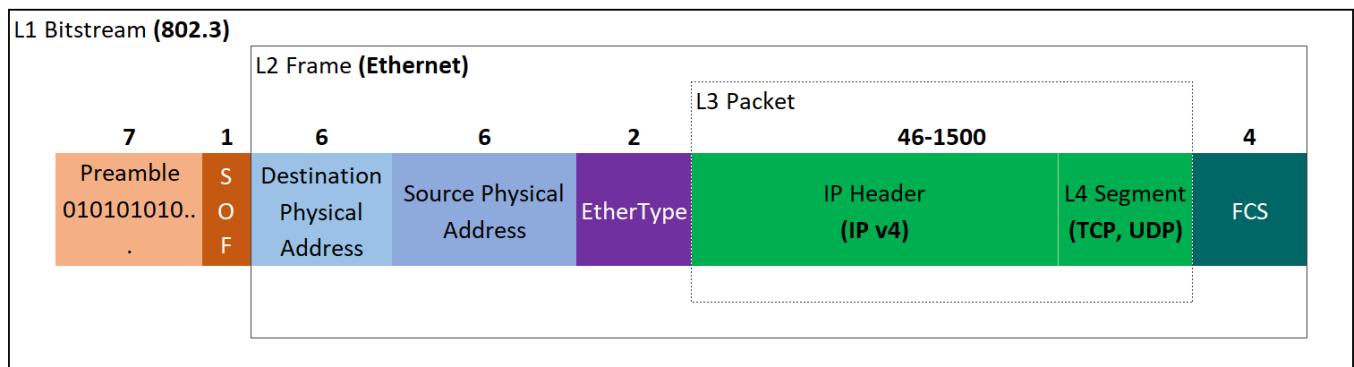 L1 Bitstream (802.3)
L2 Frame (Ethernet)
L3 Packet
7 1 6 6 2 46-1500 4
Preamble
010101010..
.
S
O
F
Destination
Physical
Address
Source Physical
Address
EtherType
IP Header
(IP v4)
L4 Segment
(TCP, UDP)
FCS